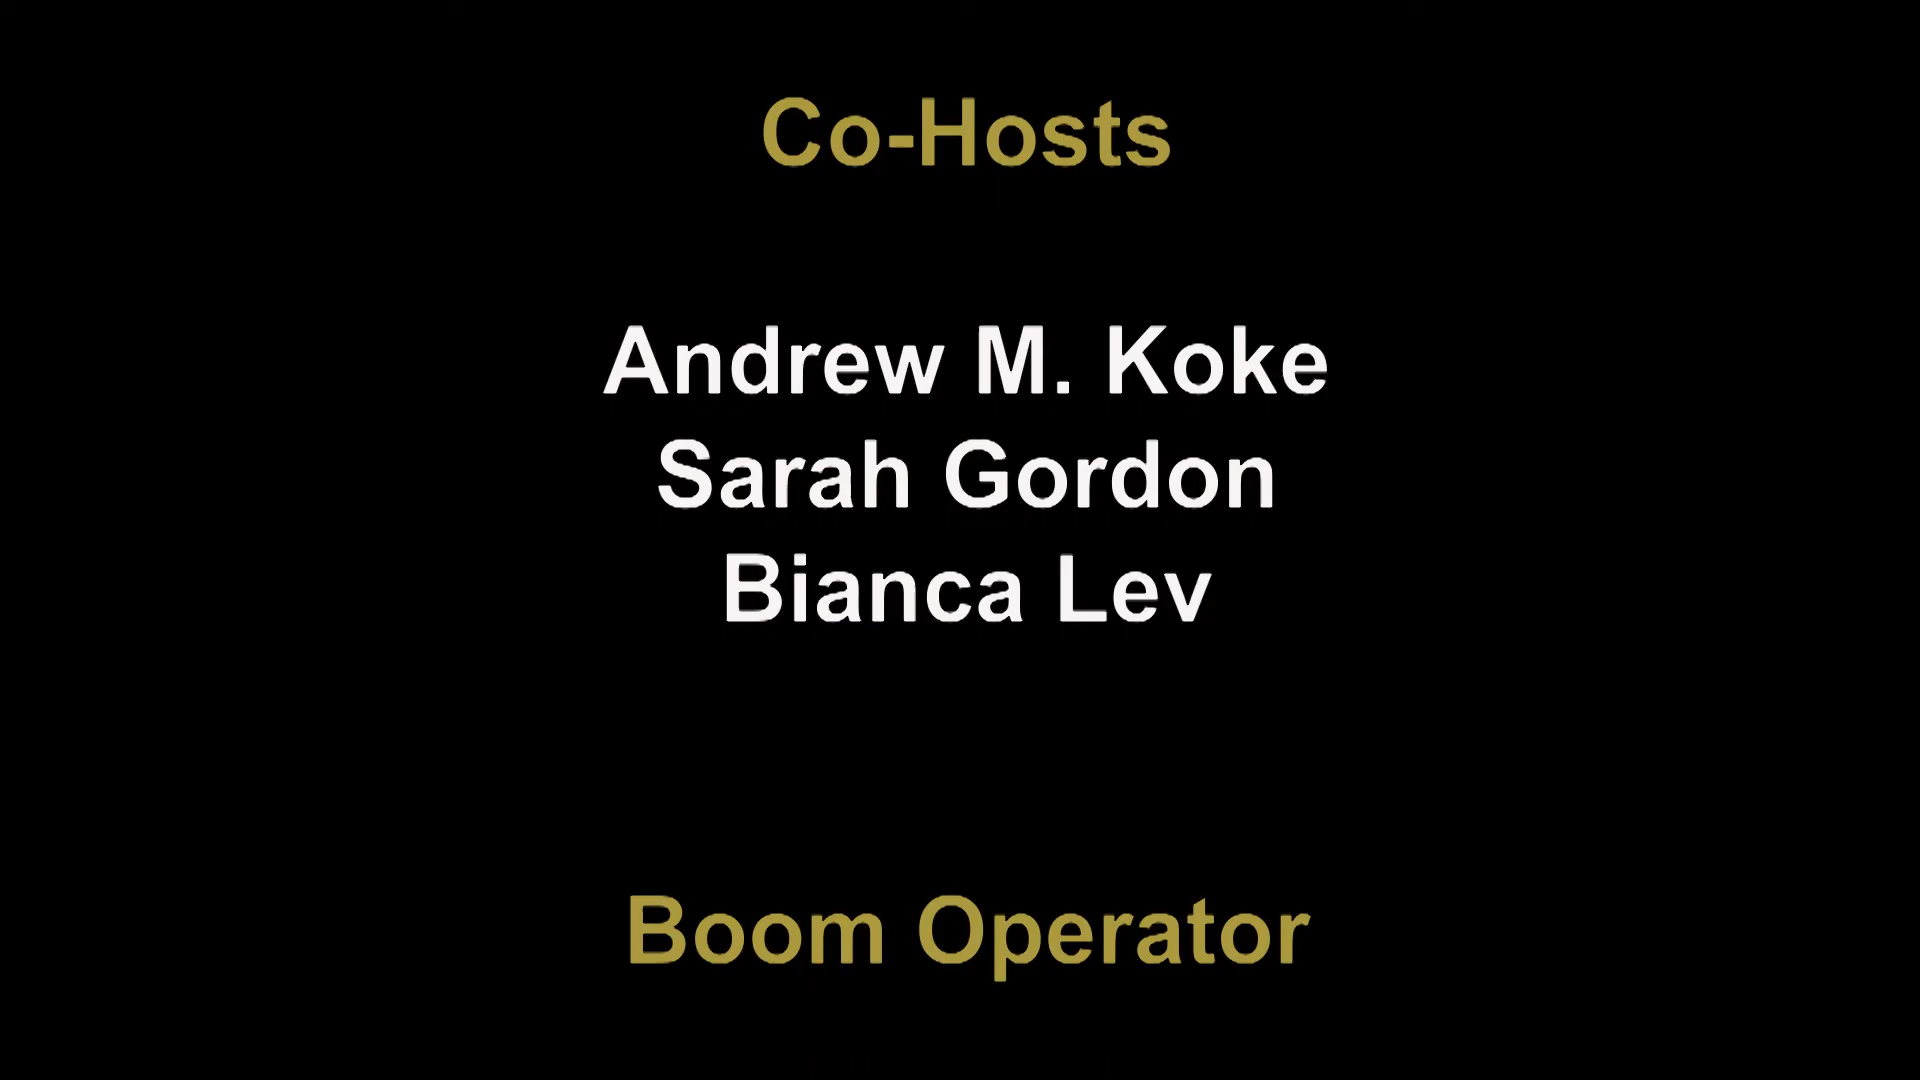 Co-Hosts
Andrew M. Koke
Sarah Gordon
Bianca Lev
Boom Operator